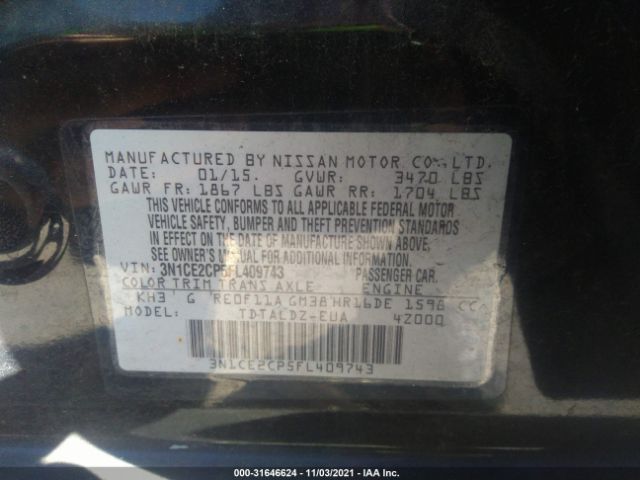 MANUFACTURED BY NISSAN MOTOR CO.,LTD.
DATE: 01/15. GVWR: 3470 LBS
GAWR FR: 1867 LBS GAWR RR: 1704 LBS
THIS VEHICLE CONFORMS TO ALL APPLICABLE FEDERAL MOTOR
VEHICLE SAFETY, BUMPER AND THEFT PREVENTION STANDARDS
IN EFFECT ON THE DATE OF MANUFACTURE SHOWN ABOVE.
SEE OWNER'S MANUAL FOR ADDITIONAL INFORMATION.
VIN: 3N1CE2CP5FL409743 PASSENGER CAR.
COLOR TRIM TRANS AXLE ENGINE
KH3 G RE0F11A GM38 HR16DE 1598 CC
MODEL TDTALDZ-EUA 4Z000
3N1CE2CP5FL409743
000-31646624 - 11/03/2021 - IAA Inc.